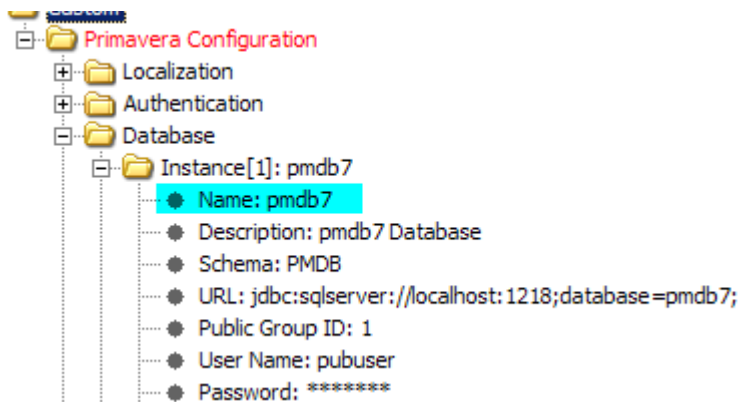 Custom
Primavera Configuration
Localization
Authentication
Database
Instance[1]: pmdb7
Name: pmdb7
Description: pmdb7 Database
Schema: PMDB
URL: jdbc:sqlserver://localhost:1218;database=pmdb7;
Public Group ID: 1
User Name: pubuser
Password: *******